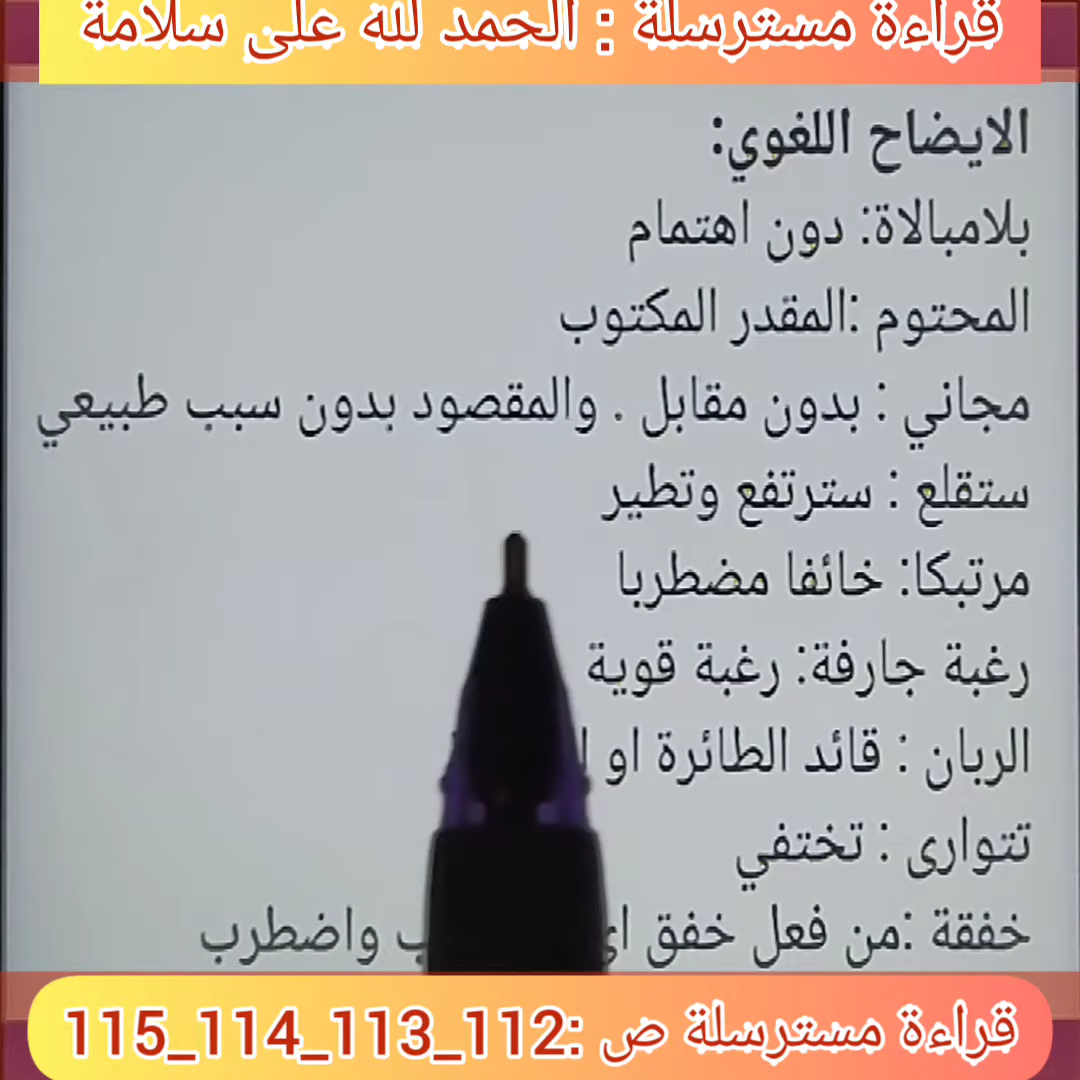 قراءة مسترسلة : الحمد لله على سلامة
الايضاح اللغوي:
بلامبالاة: دون اهتمام
المحتوم :المقدر المكتوب
مجاني : بدون مقابل . والمقصود بدون سبب طبيعي
ستقلع : سترتفع وتطير
مرتبكا: خائفا مضطربا
رغبة جارفة: رغبة قوية
الربان : قائد الطائرة او
تتوارى : تختفي
خفقة :من فعل خفق واضطرب
قراءة مسترسلة ص :112_113_114_115